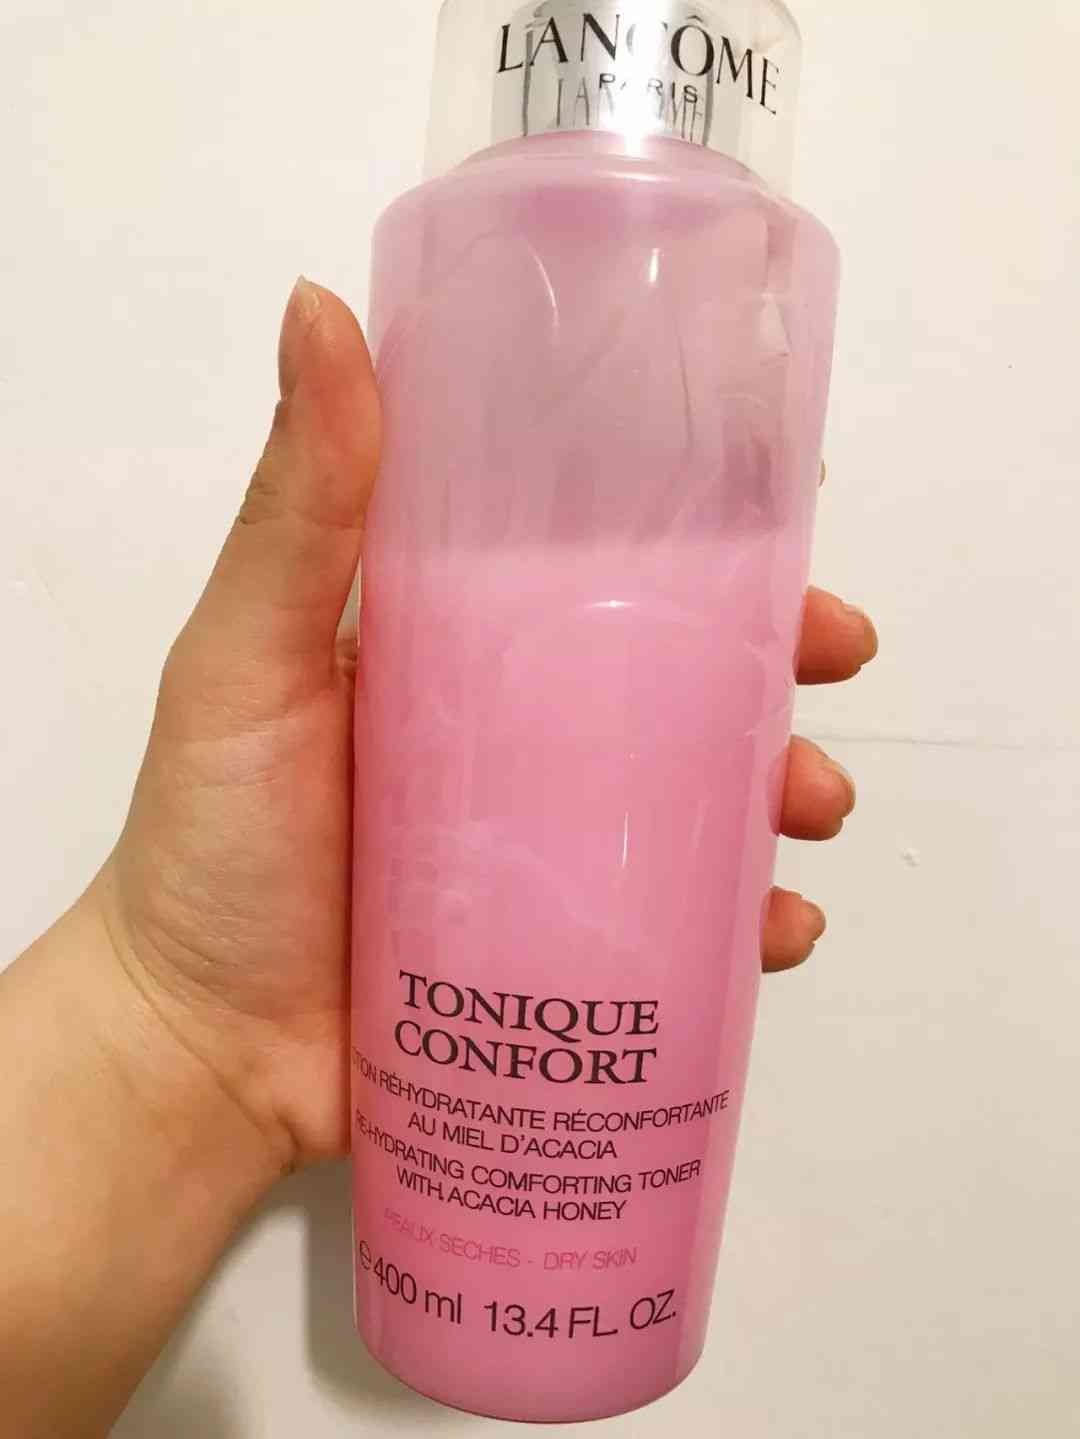 LANCÔME
PARIS
TONIQUE
CONFORT
RÉHYDRATANTE RÉCONFORTANTE
AU MIEL D'ACACIA
RE-HYDRATING COMFORTING TONER
WITH ACACIA HONEY
PEAUX SÈCHES - DRY SKIN
℮400 ml 13.4 FL. OZ.